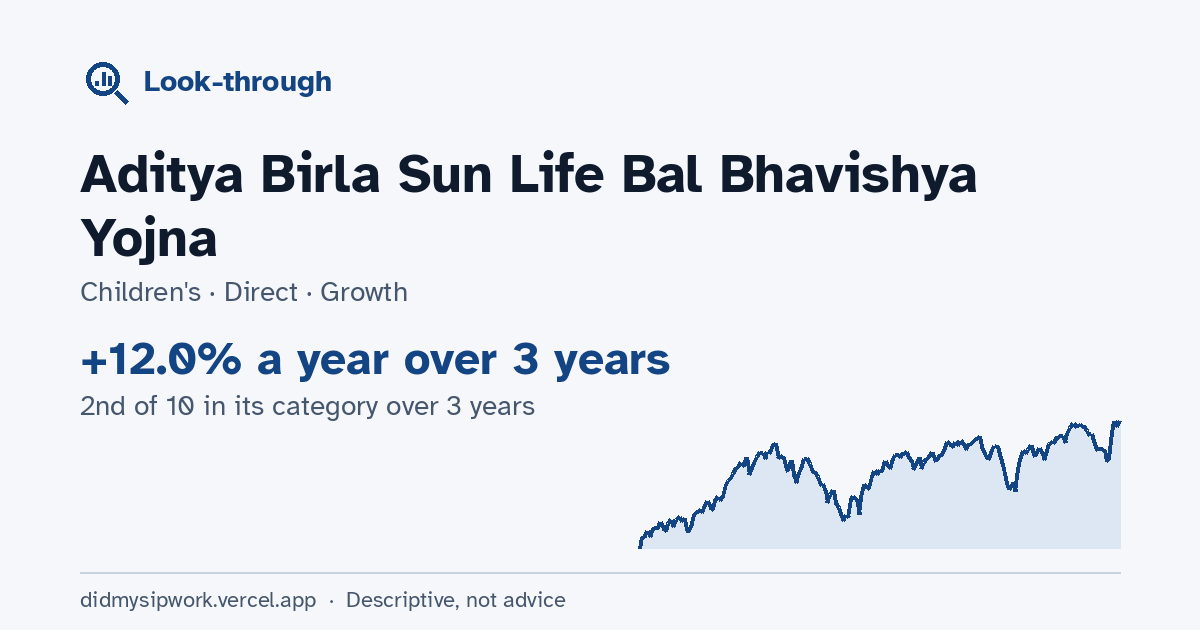 Look-through
Aditya Birla Sun Life Bal Bhavishya
Yojna
Children's · Direct · Growth
+12.0% a year over 3 years
2nd of 10 in its category over 3 years
didmysipwork.vercel.app · Descriptive, not advice